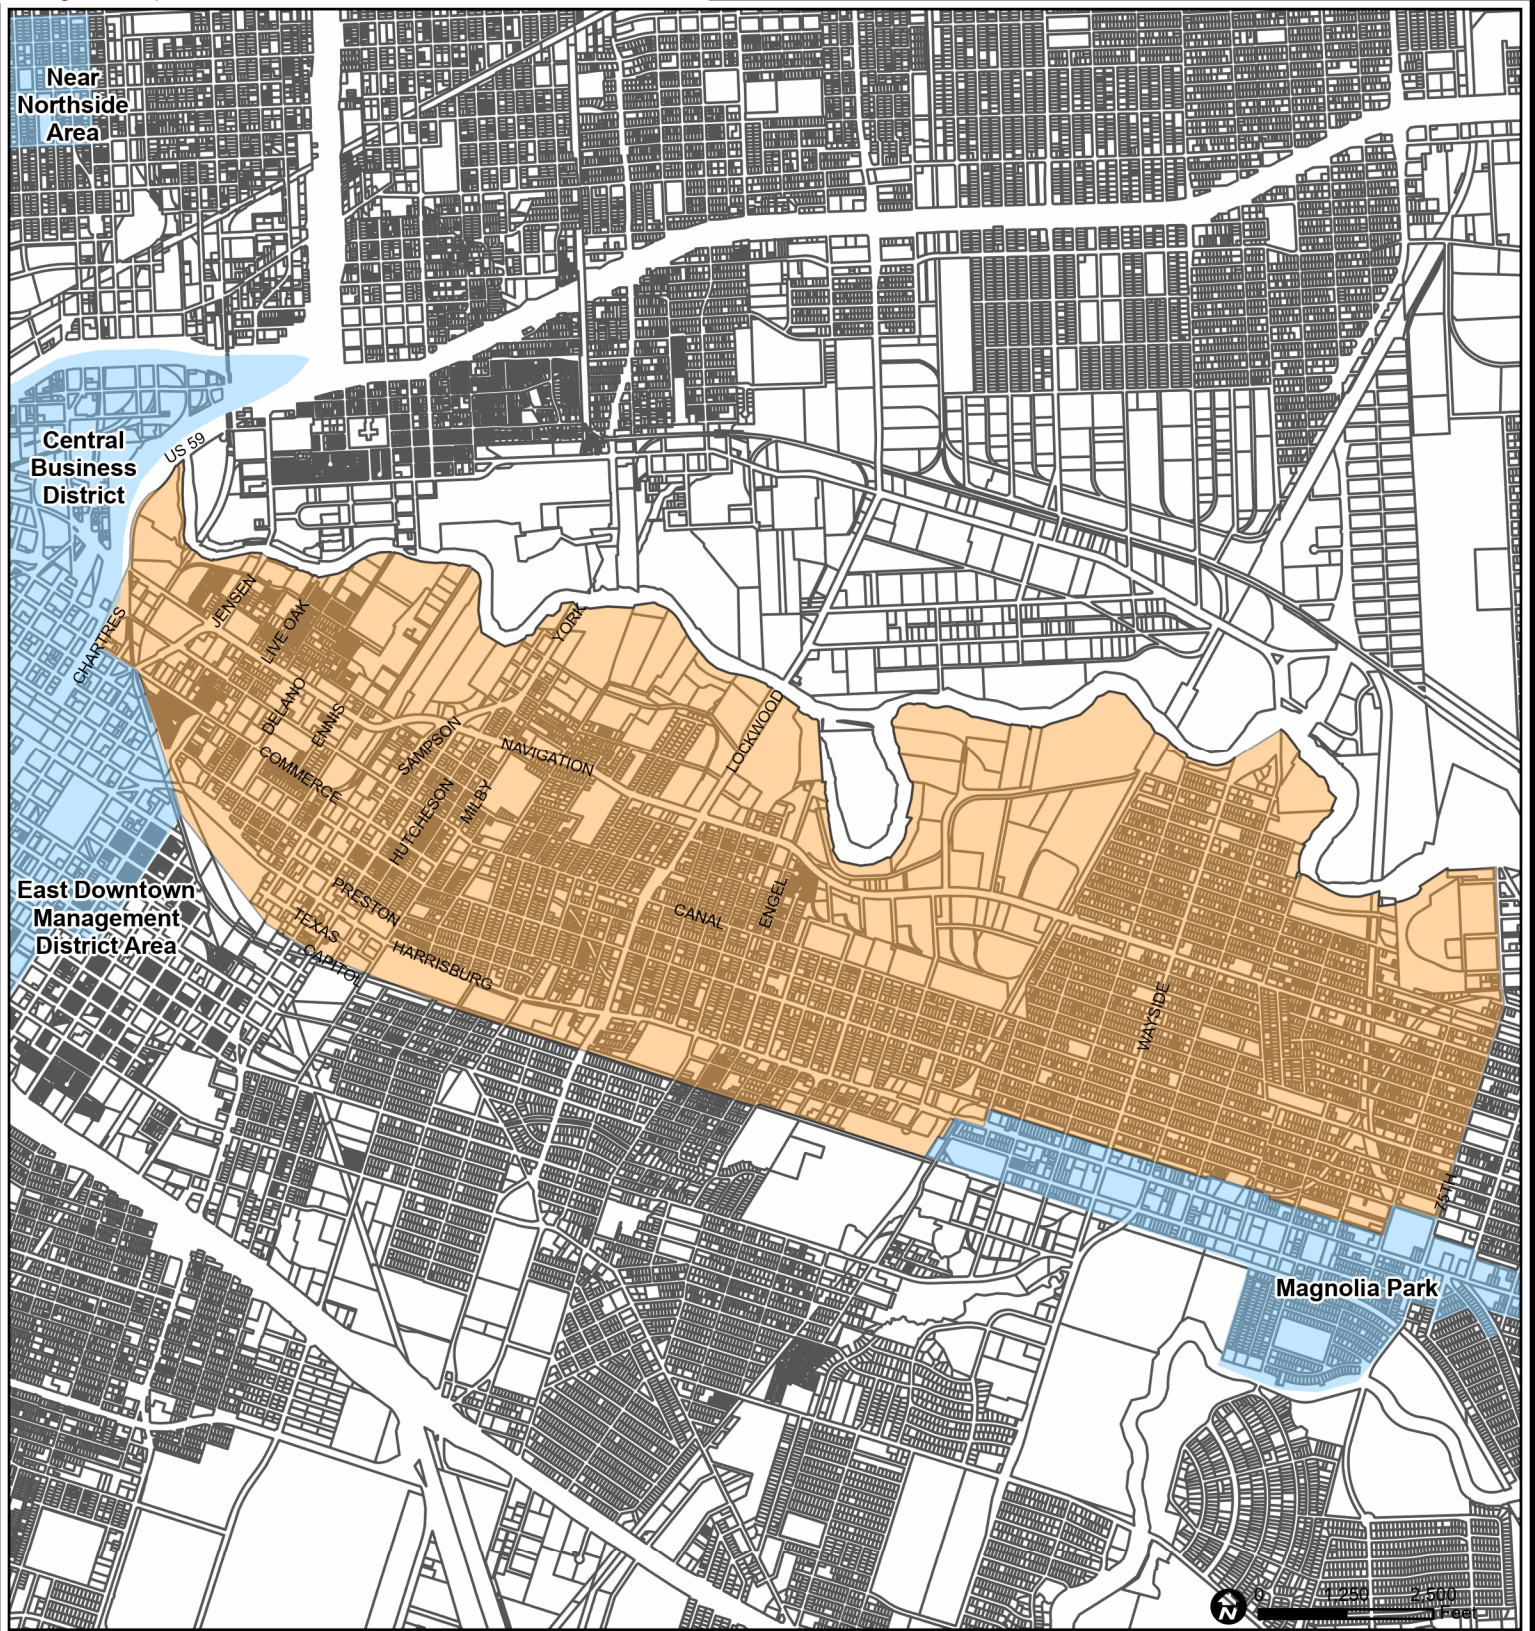 Near
Northside
Area
Central
Business
District
US 59
CHARTRES
JENSEN
LIVE OAK
YORK
DELANO
ENNIS
SAMPSON
LOCKWOOD
NAVIGATION
COMMERCE
HUTCHESON
MILBY
East Downtown
Management
District Area
PRESTON
TEXAS
CAPITOL
HARRISBURG
CANAL
ENGEL
WAYSIDE
75TH
Magnolia Park
N
0 1,250 2,500
Feet